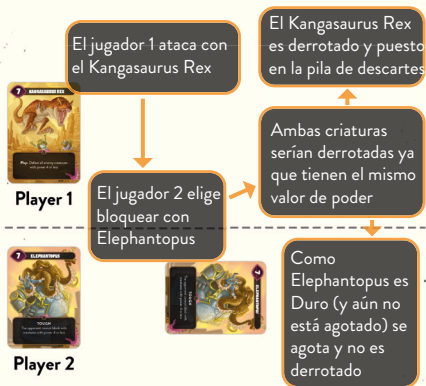 El jugador 1 ataca con
el Kangasaurus Rex
El Kangasaurus Rex
es derrotado y puesto
en la pila de descartes
7 KANGASAURUS REX
Player 1
El jugador 2 elige
bloquear con
Elephantopus
Ambas criaturas
serían derrotadas ya
que tienen el mismo
valor de poder
7 ELEPHANTOPUS
TOUGH
Player 2
7 ELEPHANTOPUS
TOUGH
Como
Elephantopus es
Duro (y aún no
está agotado) se
agota y no es
derrotado